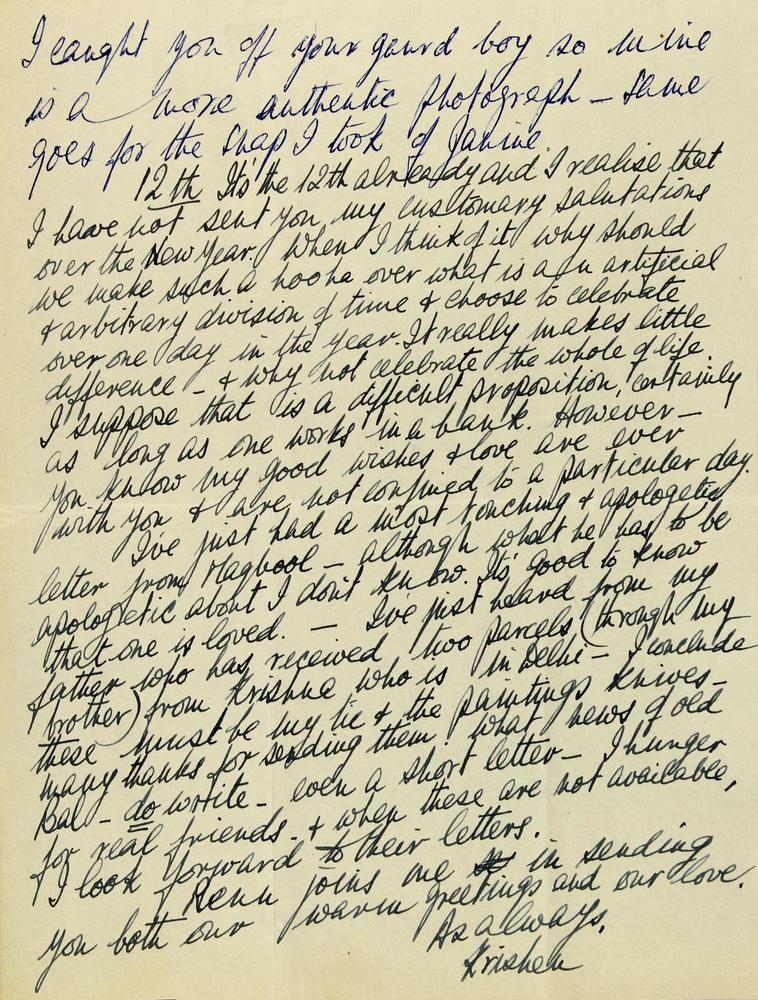 I caught you off your gaurd boy so mine
is a more authentic photograph — same
goes for the snap I took of Janine.
12th It's the 12th already and I realise that
I have not sent you my customary salutations
over the New Year. When I think of it why should
we make such a hooha over what is a an artificial
& arbitrary division of time & choose to celebrate
over one day in the year. It really makes little
difference - & why not celebrate the whole of life.
I suppose that is a difficult proposition, certainly
as long as one works in a bank. However —
you know my good wishes & love are ever
with you & are not confined to a particular day.
I've just had a most touching & apologetic
letter from Maqbool — although what he has to be
apologetic about I don't know. Its' good to know
that one is loved. — I've just heard from my
father who has received two parcels (through my
brother) from Krishna who is in Delhi — I conclude
these must be my tie & the paintings knives —
many thanks for sending them. What news of old
Bal - do write - even a short letter — I hunger
for real friends. & when these are not available,
I look forward to their letters.
Renu joins me in sending
you both our warm greetings and our love.
As always,
Krishen